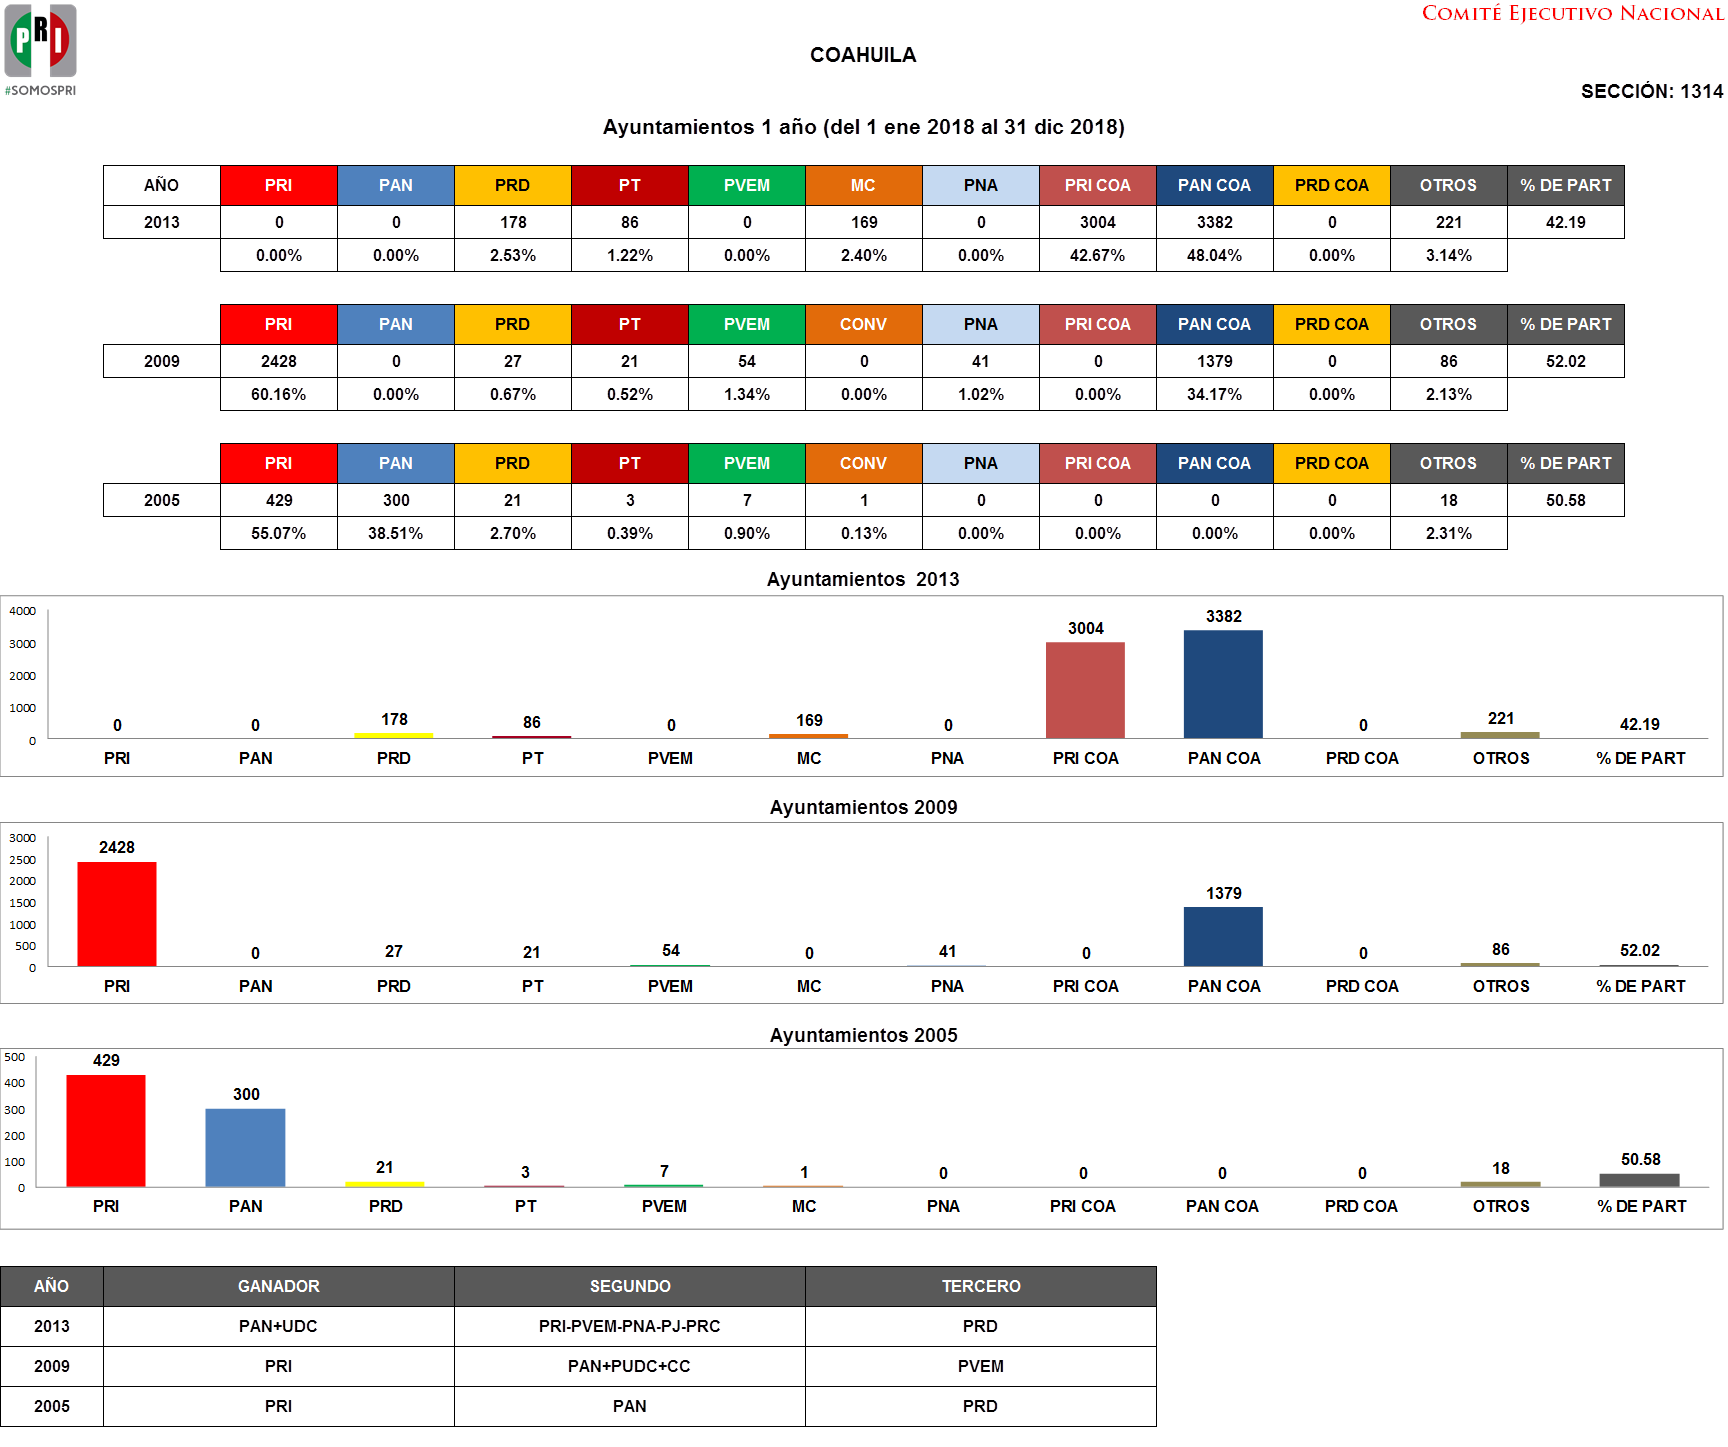 PRI
#SOMOSPRI
COMITÉ EJECUTIVO NACIONAL
COAHUILA
SECCIÓN: 1314
Ayuntamientos 1 año (del 1 ene 2018 al 31 dic 2018)
AÑO PRI PAN PRD PT PVEM MC PNA PRI COA PAN COA PRD COA OTROS % DE PART
2013 0 0 178 86 0 169 0 3004 3382 0 221 42.19
0.00% 0.00% 2.53% 1.22% 0.00% 2.40% 0.00% 42.67% 48.04% 0.00% 3.14%
PRI PAN PRD PT PVEM CONV PNA PRI COA PAN COA PRD COA OTROS % DE PART
2009 2428 0 27 21 54 0 41 0 1379 0 86 52.02
60.16% 0.00% 0.67% 0.52% 1.34% 0.00% 1.02% 0.00% 34.17% 0.00% 2.13%
PRI PAN PRD PT PVEM CONV PNA PRI COA PAN COA PRD COA OTROS % DE PART
2005 429 300 21 3 7 1 0 0 0 0 18 50.58
55.07% 38.51% 2.70% 0.39% 0.90% 0.13% 0.00% 0.00% 0.00% 0.00% 2.31%
Ayuntamientos 2013
4000
3000
2000
1000
0
0 0 178 86 0 169 0 3004 3382 0 221 42.19
PRI PAN PRD PT PVEM MC PNA PRI COA PAN COA PRD COA OTROS % DE PART
Ayuntamientos 2009
3000
2500
2000
1500
1000
500
0
2428 0 27 21 54 0 41 0 1379 0 86 52.02
PRI PAN PRD PT PVEM MC PNA PRI COA PAN COA PRD COA OTROS % DE PART
Ayuntamientos 2005
500
400
300
200
100
0
429 300 21 3 7 1 0 0 0 0 18 50.58
PRI PAN PRD PT PVEM MC PNA PRI COA PAN COA PRD COA OTROS % DE PART
AÑO GANADOR SEGUNDO TERCERO
2013 PAN+UDC PRI-PVEM-PNA-PJ-PRC PRD
2009 PRI PAN+PUDC+CC PVEM
2005 PRI PAN PRD